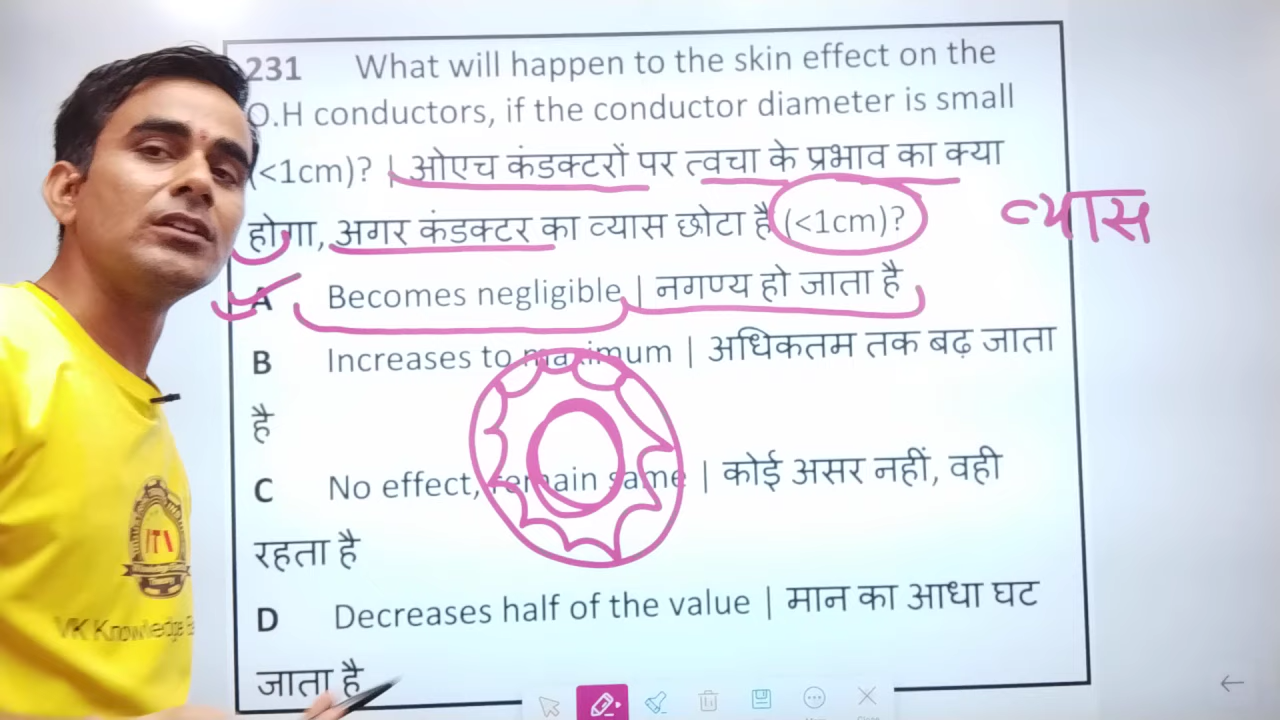 231 What will happen to the skin effect on the
O.H conductors, if the conductor diameter is small
(<1cm)? | ओएच कंडक्टरों पर त्वचा के प्रभाव का क्या
होगा, अगर कंडक्टर का व्यास छोटा है (<1cm)?
व्यास
A Becomes negligible | नगण्य हो जाता है
B Increases to maximum | अधिकतम तक बढ़ जाता
है
C No effect, remain same | कोई असर नहीं, वही
रहता है
D Decreases half of the value | मान का आधा घट
जाता है
ITI
VK Knowledge